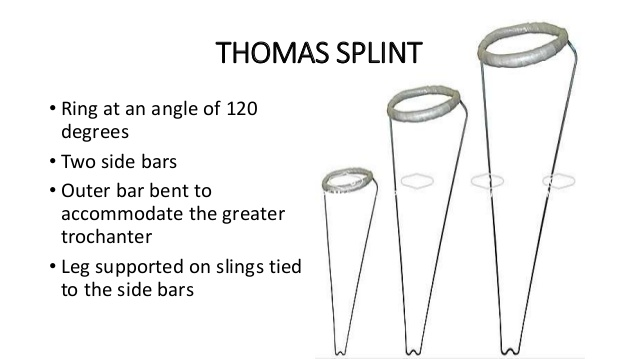 THOMAS SPLINT
• Ring at an angle of 120
degrees
• Two side bars
• Outer bar bent to
accommodate the greater
trochanter
• Leg supported on slings tied
to the side bars